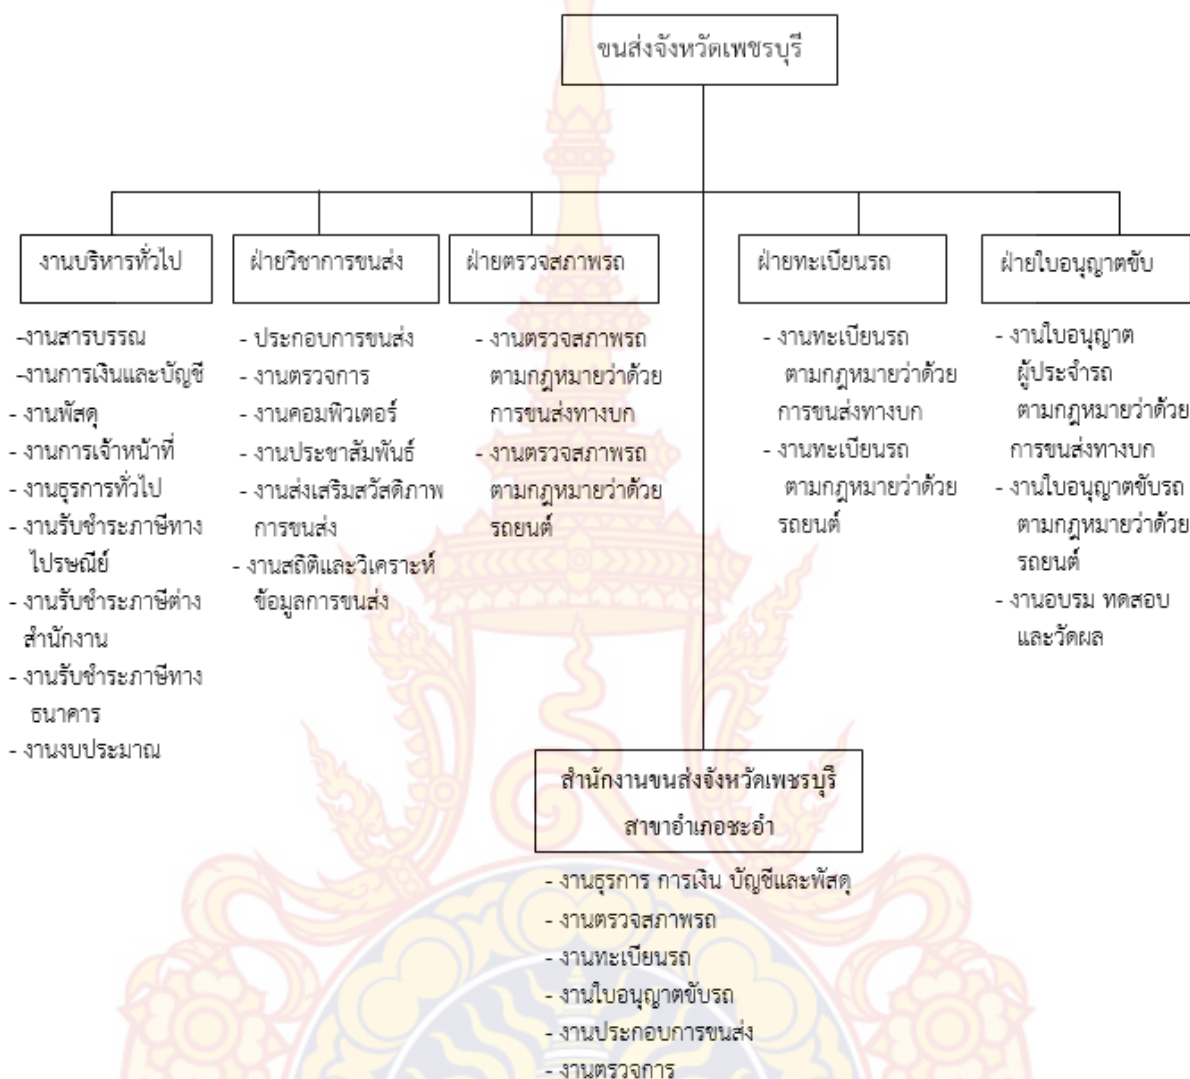 ขนส่งจังหวัดเพชรบุรี
งานบริหารทั่วไป
-งานสารบรรณ
-งานการเงินและบัญชี
- งานพัสดุ
- งานการเจ้าหน้าที่
- งานธุรการทั่วไป
- งานรับชำระภาษีทาง
ไปรษณีย์
- งานรับชำระภาษีต่าง
สำนักงาน
- งานรับชำระภาษีทาง
ธนาคาร
- งานงบประมาณ
ฝ่ายวิชาการขนส่ง
- ประกอบการขนส่ง
- งานตรวจการ
- งานคอมพิวเตอร์
- งานประชาสัมพันธ์
- งานส่งเสริมสวัสดิภาพ
การขนส่ง
- งานสถิติและวิเคราะห์
ข้อมูลการขนส่ง
ฝ่ายตรวจสภาพรถ
- งานตรวจสภาพรถ
ตามกฎหมายว่าด้วย
การขนส่งทางบก
- งานตรวจสภาพรถ
ตามกฎหมายว่าด้วย
รถยนต์
ฝ่ายทะเบียนรถ
- งานทะเบียนรถ
ตามกฎหมายว่าด้วย
การขนส่งทางบก
- งานทะเบียนรถ
ตามกฎหมายว่าด้วย
รถยนต์
ฝ่ายใบอนุญาตขับ
- งานใบอนุญาต
ผู้ประจำรถ
ตามกฎหมายว่าด้วย
การขนส่งทางบก
- งานใบอนุญาตขับรถ
ตามกฎหมายว่าด้วย
รถยนต์
- งานอบรม ทดสอบ
และวัดผล
สำนักงานขนส่งจังหวัดเพชรบุรี
สาขาอำเภอชะอำ
- งานธุรการ การเงิน บัญชีและพัสดุ
- งานตรวจสภาพรถ
- งานทะเบียนรถ
- งานใบอนุญาตขับรถ
- งานประกอบการขนส่ง
- งานตรวจการ